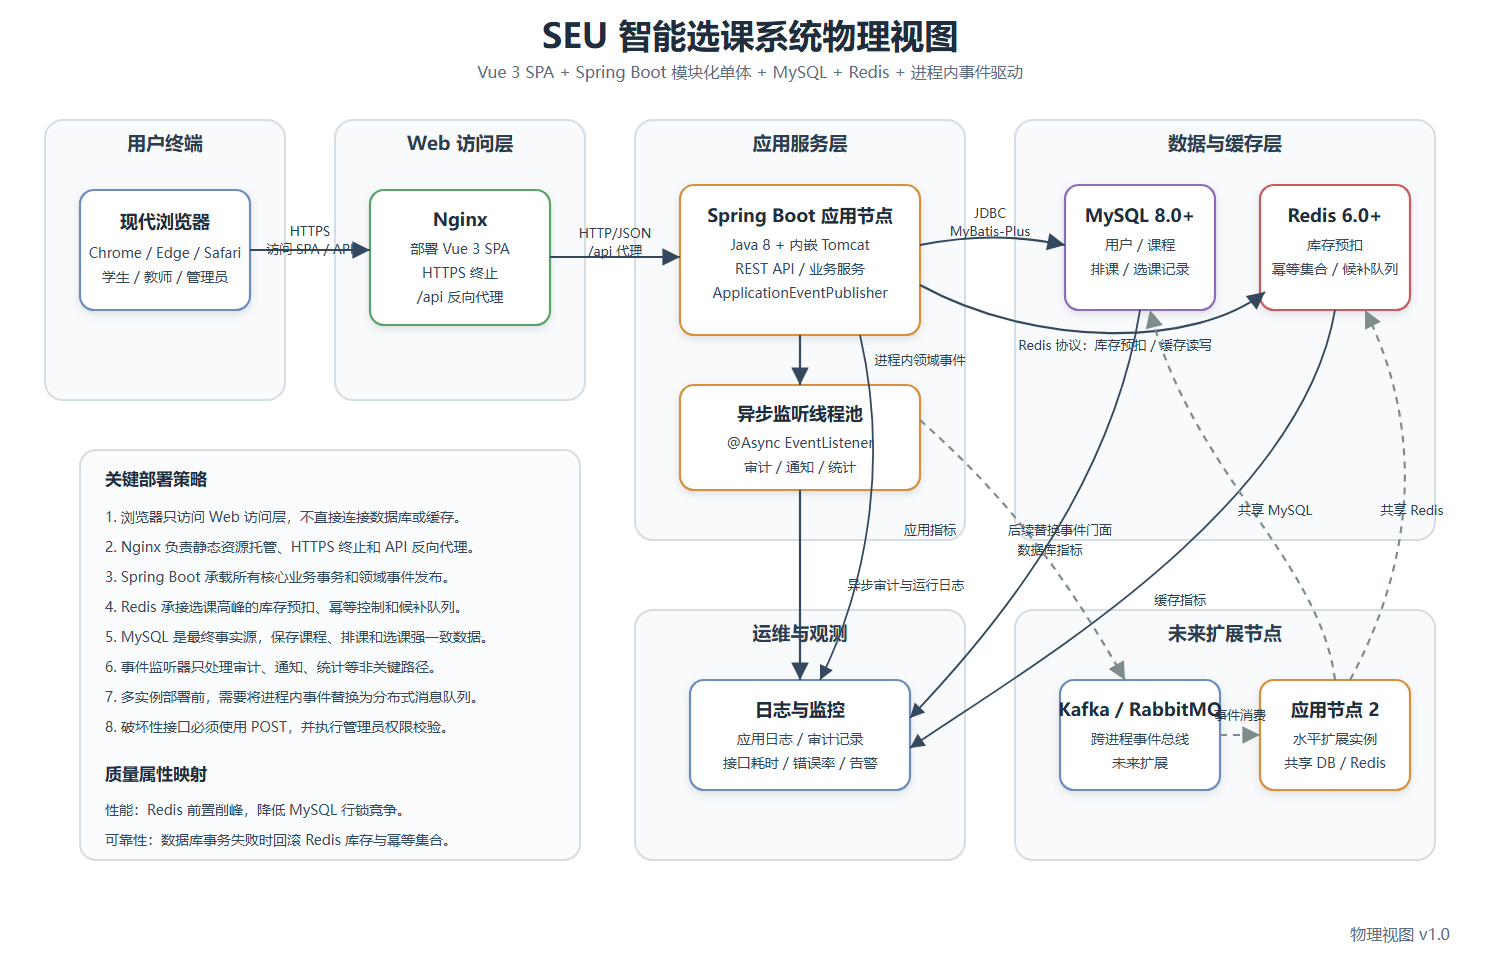 SEU 智能选课系统物理视图
Vue 3 SPA + Spring Boot 模块化单体 + MySQL + Redis + 进程内事件驱动
用户终端
现代浏览器
Chrome / Edge / Safari
学生 / 教师 / 管理员
HTTPS
访问 SPA / API
Web 访问层
Nginx
部署 Vue 3 SPA
HTTPS 终止
/api 反向代理
HTTP/JSON
/api 代理
应用服务层
Spring Boot 应用节点
Java 8 + 内嵌 Tomcat
REST API / 业务服务
ApplicationEventPublisher
进程内领域事件
异步监听线程池
@Async EventListener
审计 / 通知 / 统计
应用指标
异步审计与运行日志
JDBC
MyBatis-Plus
数据与缓存层
MySQL 8.0+
用户 / 课程
排课 / 选课记录
Redis 6.0+
库存预扣
幂等集合 / 候补队列
Redis 协议：库存预扣 / 缓存读写
共享 MySQL
共享 Redis
后续替换事件门面
数据库指标
缓存指标
关键部署策略
1. 浏览器只访问 Web 访问层，不直接连接数据库或缓存。
2. Nginx 负责静态资源托管、HTTPS 终止和 API 反向代理。
3. Spring Boot 承载所有核心业务事务和领域事件发布。
4. Redis 承接选课高峰的库存预扣、幂等控制和候补队列。
5. MySQL 是最终事实源，保存课程、排课和选课强一致数据。
6. 事件监听器只处理审计、通知、统计等非关键路径。
7. 多实例部署前，需要将进程内事件替换为分布式消息队列。
8. 破坏性接口必须使用 POST，并执行管理员权限校验。
质量属性映射
性能：Redis 前置削峰，降低 MySQL 行锁竞争。
可靠性：数据库事务失败时回滚 Redis 库存与幂等集合。
运维与观测
日志与监控
应用日志 / 审计记录
接口耗时 / 错误率 / 告警
未来扩展节点
Kafka / RabbitMQ
跨进程事件总线
未来扩展
事件消费
应用节点 2
水平扩展实例
共享 DB / Redis
物理视图 v1.0